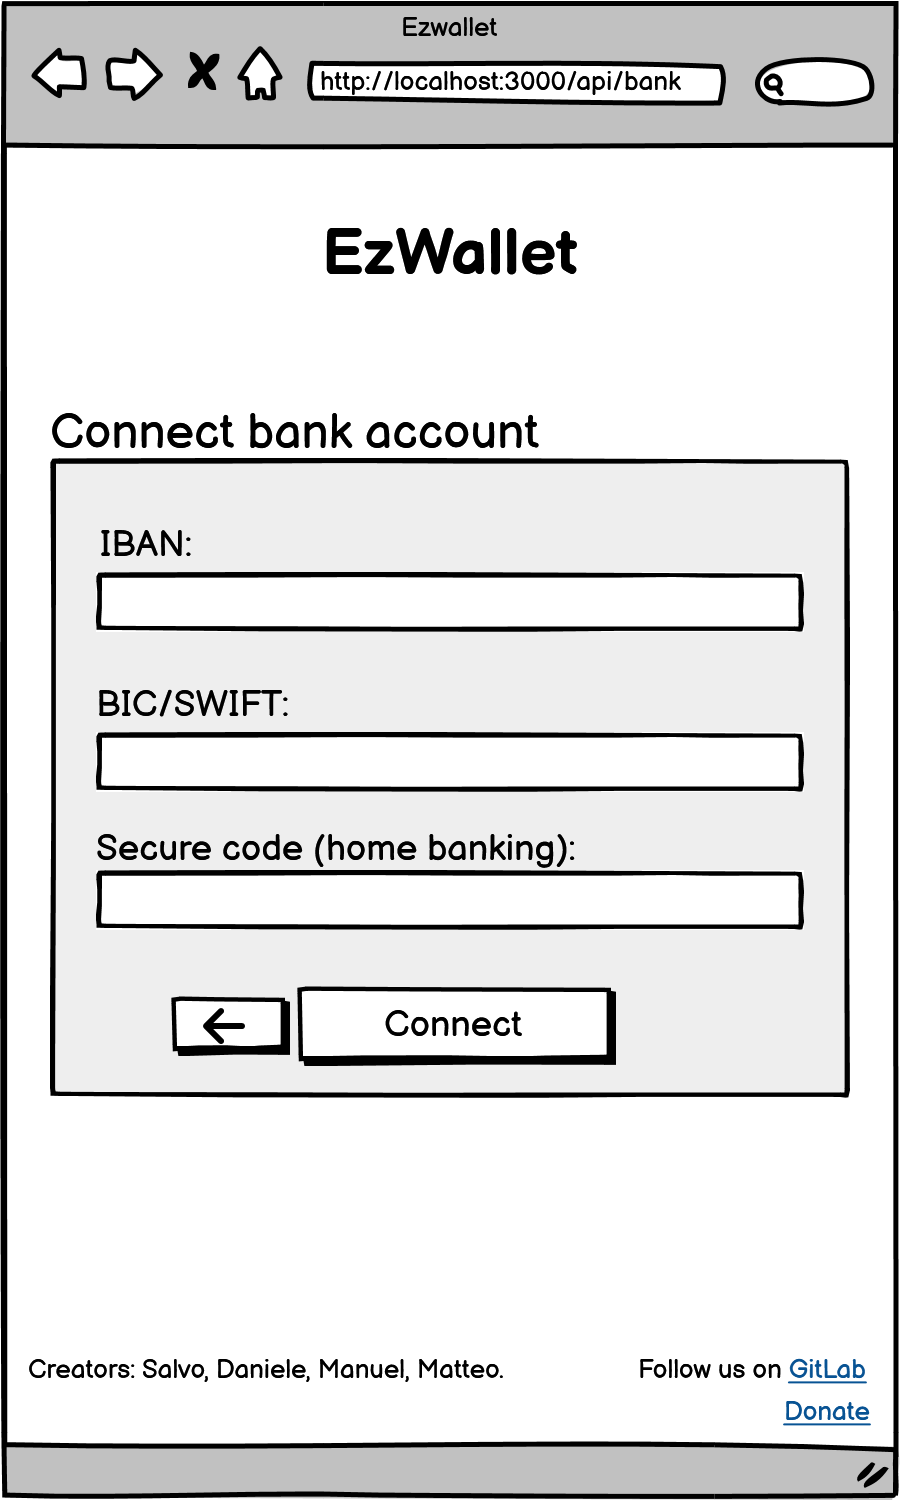 Ezwallet
http://localhost:3000/api/bank
EzWallet
Connect bank account
IBAN:
BIC/SWIFT:
Secure code (home banking):
Connect
Creators: Salvo, Daniele, Manuel, Matteo.
Follow us on GitLab
Donate